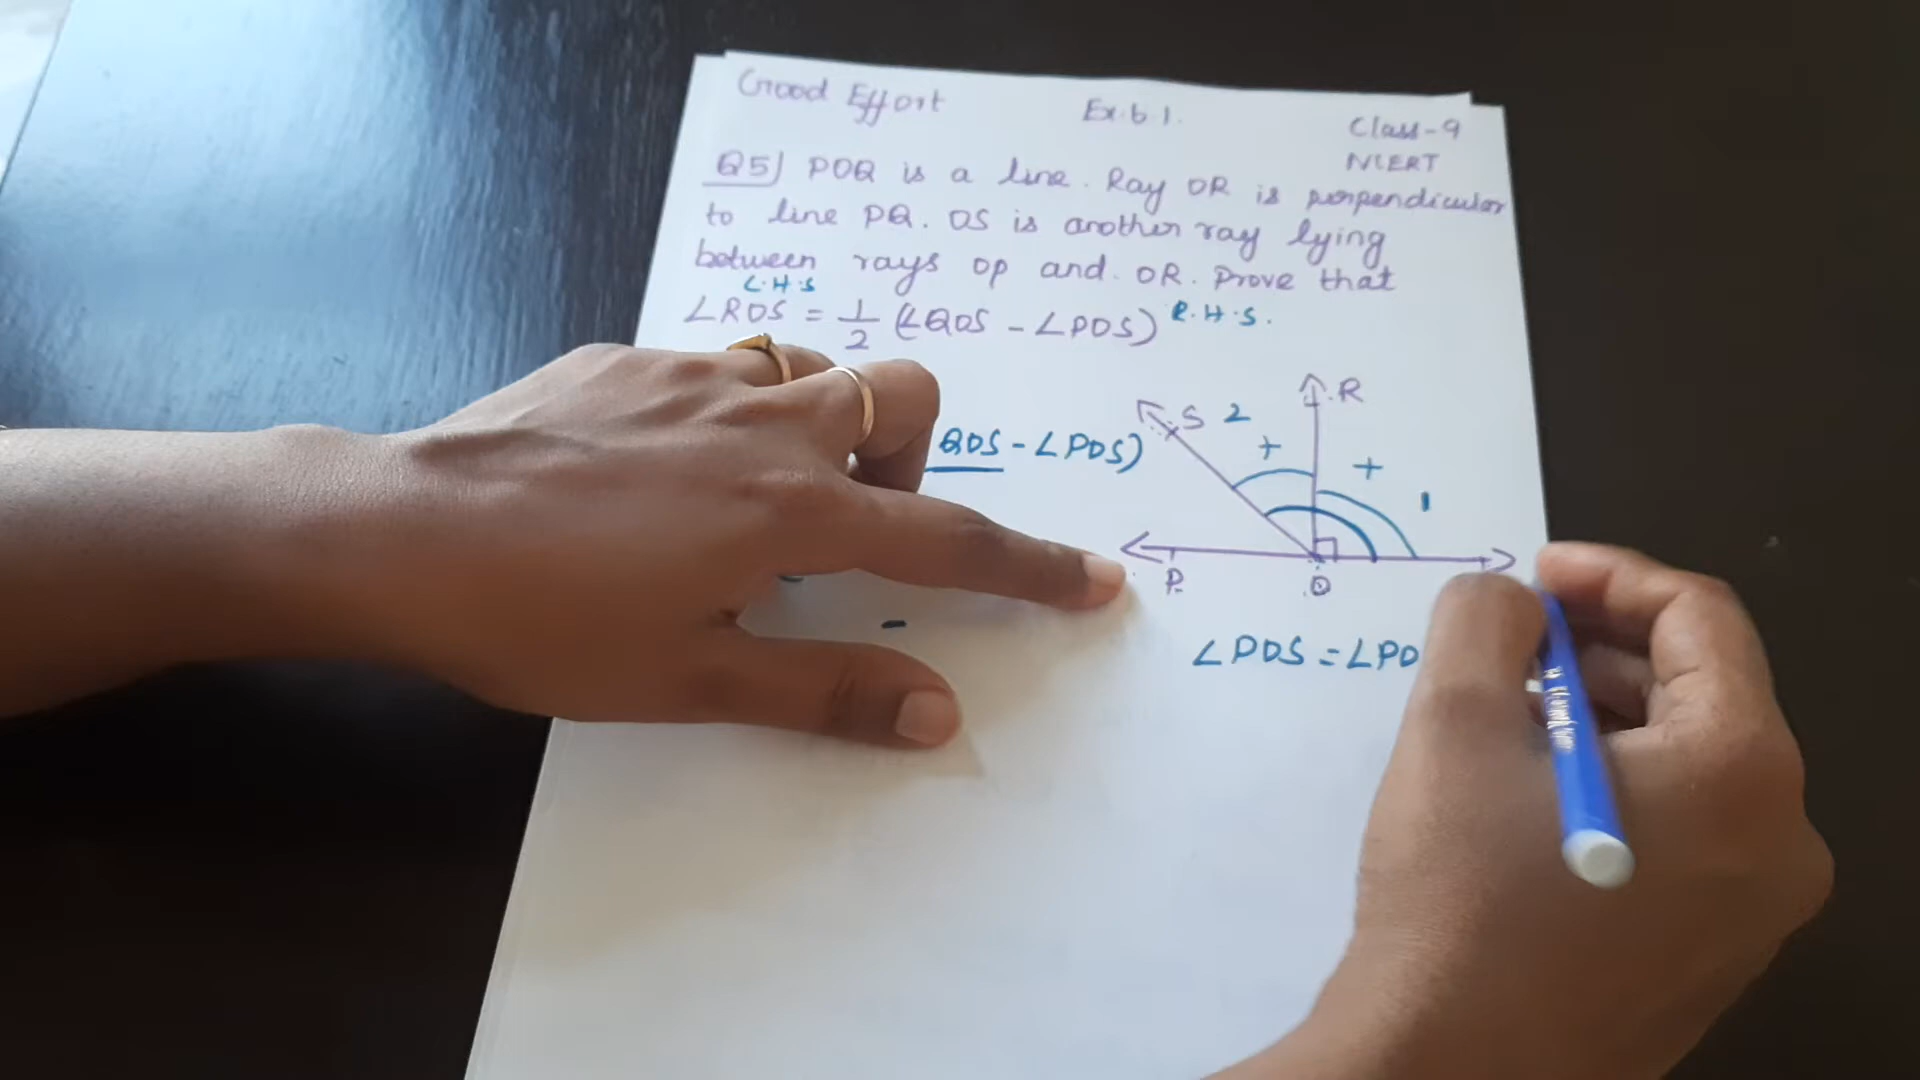 Good Effort Ex.6.1. Class-9
NCERT
Q5) POQ is a line. Ray OR is perpendicular
to line PQ. OS is another ray lying
between rays op and OR. Prove that
L.H.S
∠ROS = 1/2 (∠QOS - ∠POS) R.H.S.
R
S 2
+
+
1
QOS - ∠POS)
P O
∠POS = ∠PO